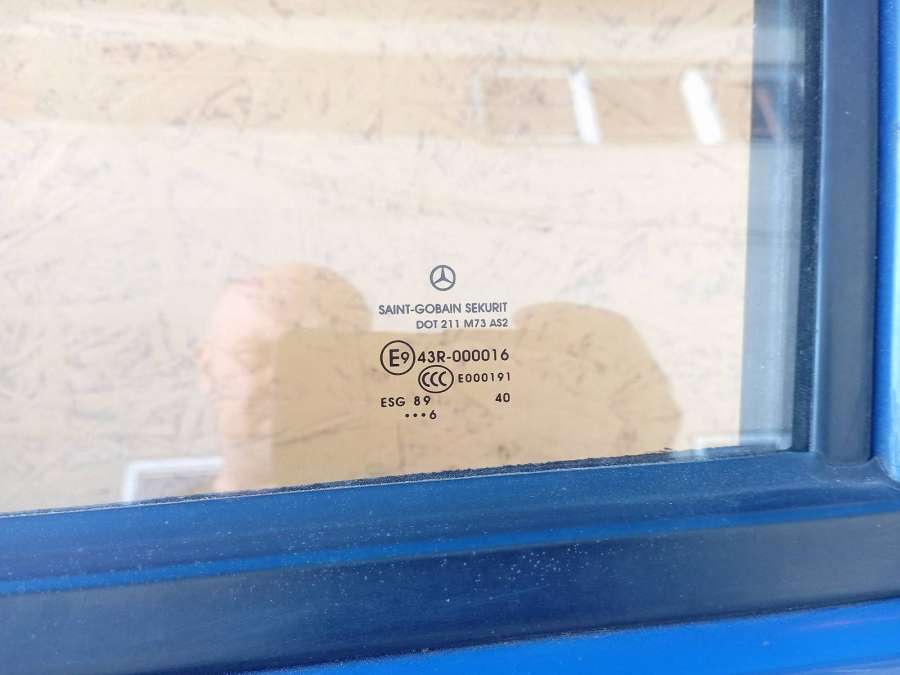 SAINT-GOBAIN SEKURIT
DOT 211 M73 AS2
E9 43R-000016
CCC E000191
ESG 89 40
•••6